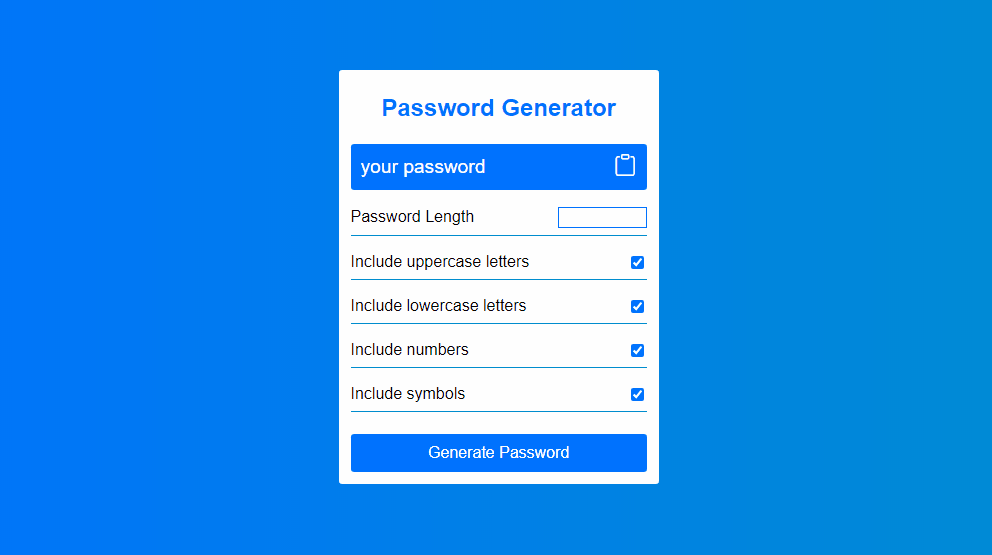 Password Generator
your password
Password Length
Include uppercase letters
Include lowercase letters
Include numbers
Include symbols
Generate Password